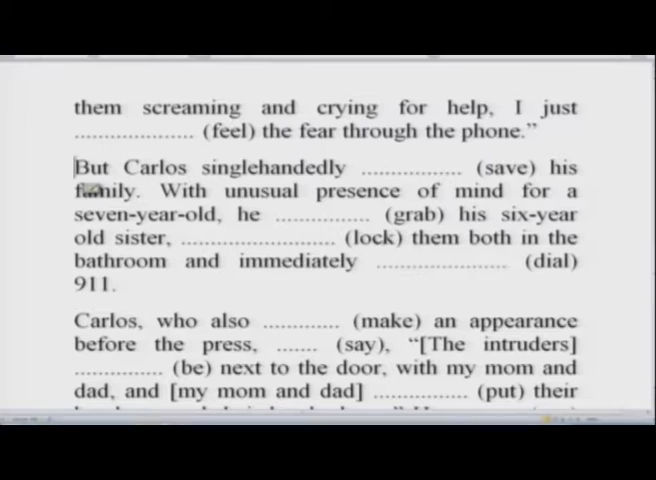 them screaming and crying for help, I just
.................... (feel) the fear through the phone."
But Carlos singlehandedly ................. (save) his
family. With unusual presence of mind for a
seven-year-old, he ................ (grab) his six-year
old sister, .......................... (lock) them both in the
bathroom and immediately ...................... (dial)
911.
Carlos, who also ............. (make) an appearance
before the press, ....... (say), "[The intruders]
............... (be) next to the door, with my mom and
dad, and [my mom and dad] ................ (put) their